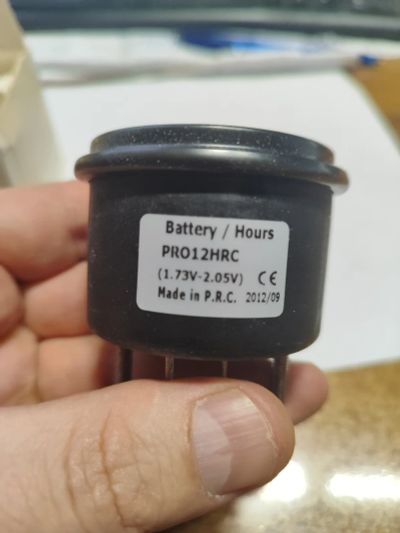 Battery / Hours
PRO12HRC
(1.73V-2.05V) CE
Made in P.R.C. 2012/09